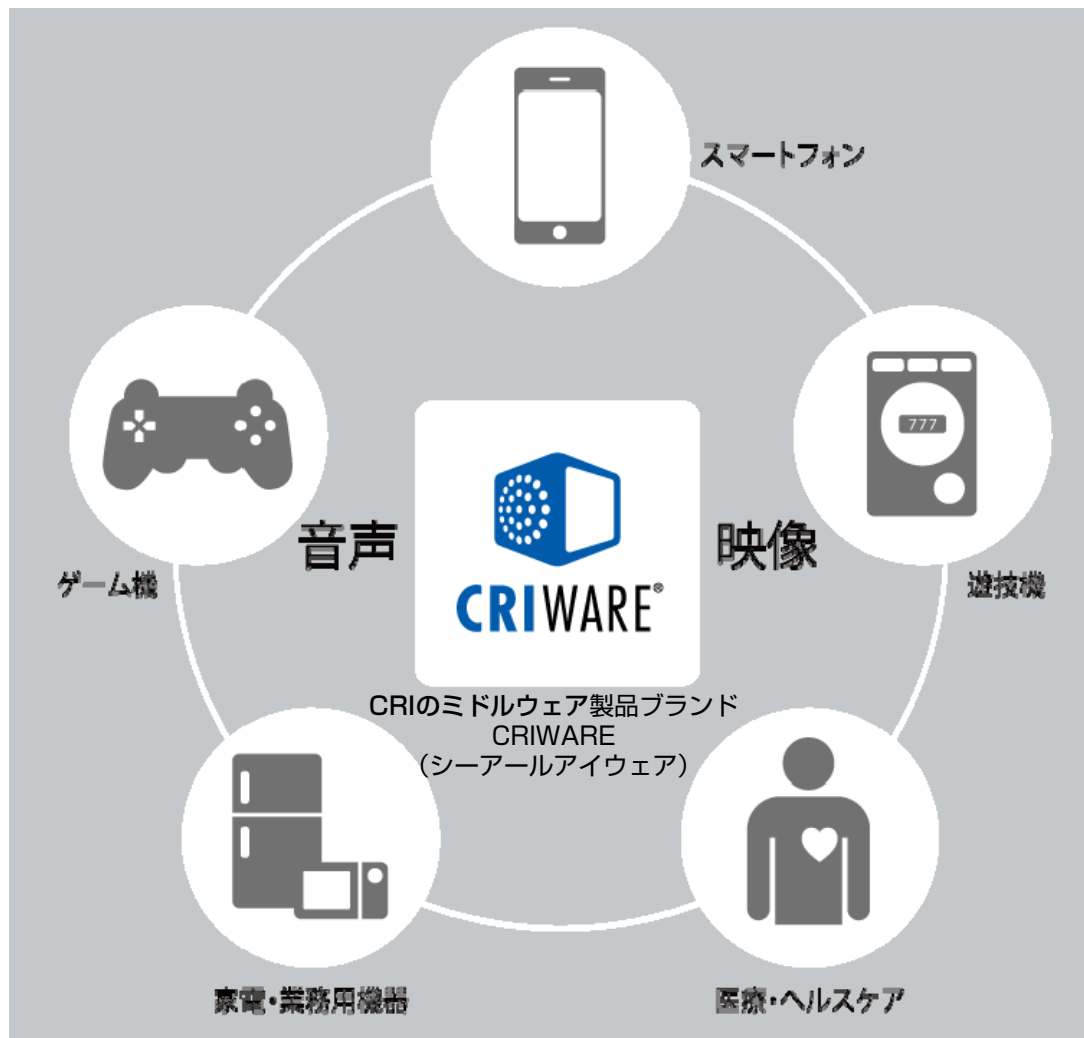 スマートフォン
777
音声
映像
CRIWARE®
ゲーム機
遊技機
CRIのミドルウェア製品ブランド
CRIWARE
（シーアールアイウェア）
家電・業務用機器
医療・ヘルスケア